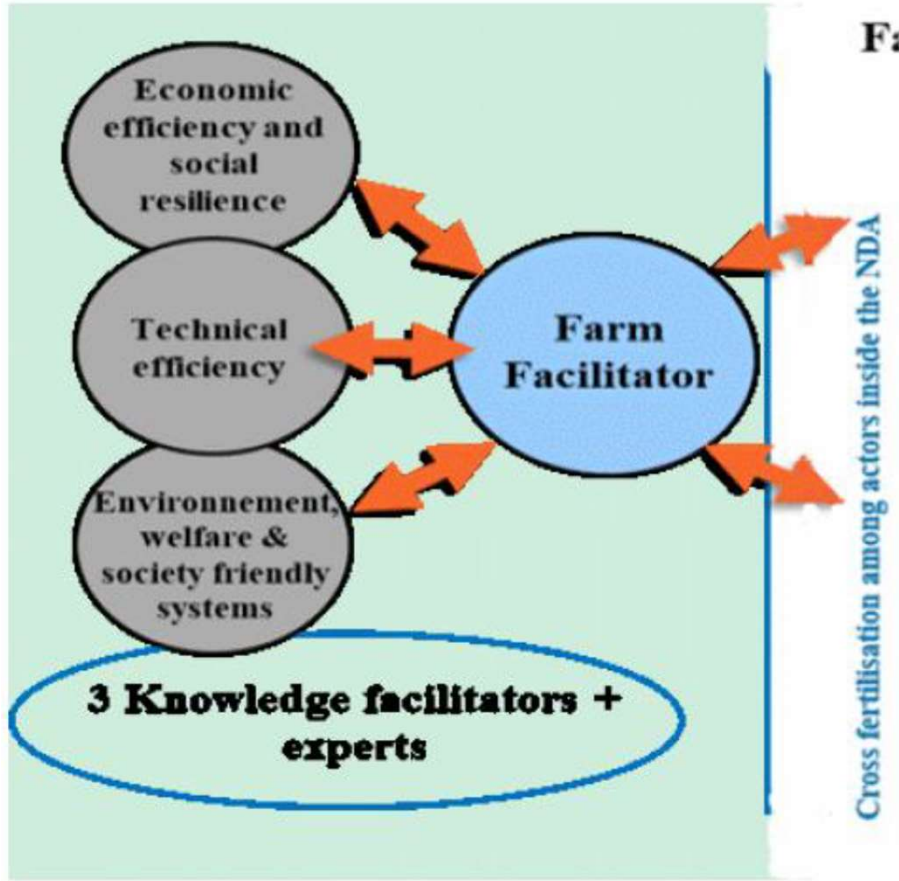 Fa
Economic
efficiency and
social
resilience
Technical
efficiency
Environnement,
welfare &
society friendly
systems
Farm
Facilitator
3 Knowledge facilitators +
experts
Cross fertilisation among actors inside the NDA